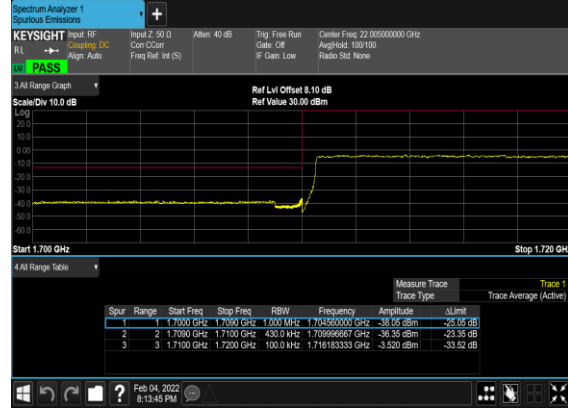 Spectrum Analyzer 1
Spurious Emissions
+
KEYSIGHT Input: RF Input Z: 50 Ω Atten: 40 dB Trig: Free Run Center Freq: 22.005000000 GHz
RL Coupling: DC Corr CCorr Gate: Off Avg|Hold: 100/100
Align: Auto Freq Ref: Int (S) IF Gain: Low Radio Std: None
PASS
3 All Range Graph
Ref Lvl Offset 8.10 dB
Scale/Div 10.0 dB Ref Value 30.00 dBm
Log
20.0
10.0
0.00
-10.0
-20.0
-30.0
-40.0
-50.0
-60.0
Start 1.700 GHz Stop 1.720 GH
4 All Range Table
Measure Trace Trace 1
Trace Type Trace Average (Active)
Spur Range Start Freq Stop Freq RBW Frequency Amplitude ΔLimit
1 1 1.7000 GHz 1.7090 GHz 1.000 MHz 1.704560000 GHz -38.05 dBm -25.05 dB
2 2 1.7090 GHz 1.7100 GHz 430.0 kHz 1.709996667 GHz -36.35 dBm -23.35 dB
3 3 1.7100 GHz 1.7200 GHz 100.0 kHz 1.716183333 GHz -3.520 dBm -33.52 dB
? Feb 04, 2022
8:13:45 PM